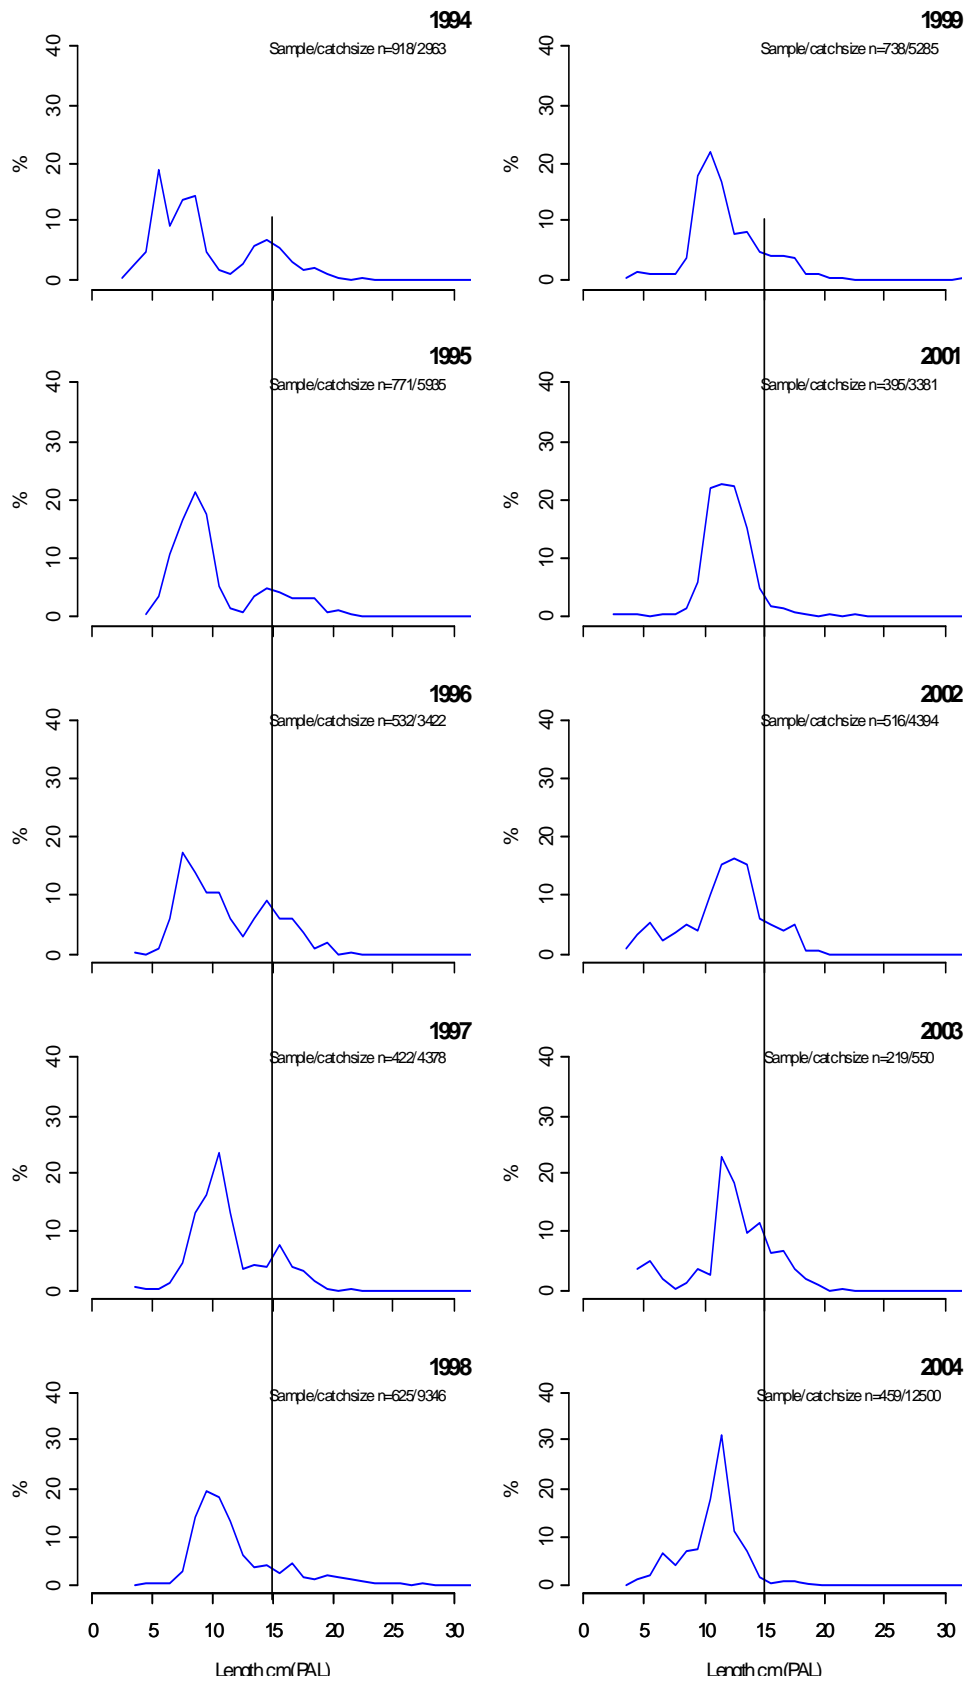 1994
Sample/catchsize n=918/2963
%
0 10 20 30 40
1995
Sample/catchsize n=771/5935
%
0 10 20 30 40
1996
Sample/catchsize n=532/3422
%
0 10 20 30 40
1997
Sample/catchsize n=422/4378
%
0 10 20 30 40
1998
Sample/catchsize n=625/9346
%
0 10 20 30 40
0 5 10 15 20 25 30
Length cm(PAL)
1999
Sample/catchsize n=738/5285
%
0 10 20 30 40
2001
Sample/catchsize n=395/3381
%
0 10 20 30 40
2002
Sample/catchsize n=516/4394
%
0 10 20 30 40
2003
Sample/catchsize n=219/550
%
0 10 20 30 40
2004
Sample/catchsize n=459/12500
%
0 10 20 30 40
0 5 10 15 20 25 30
Length cm(PAL)